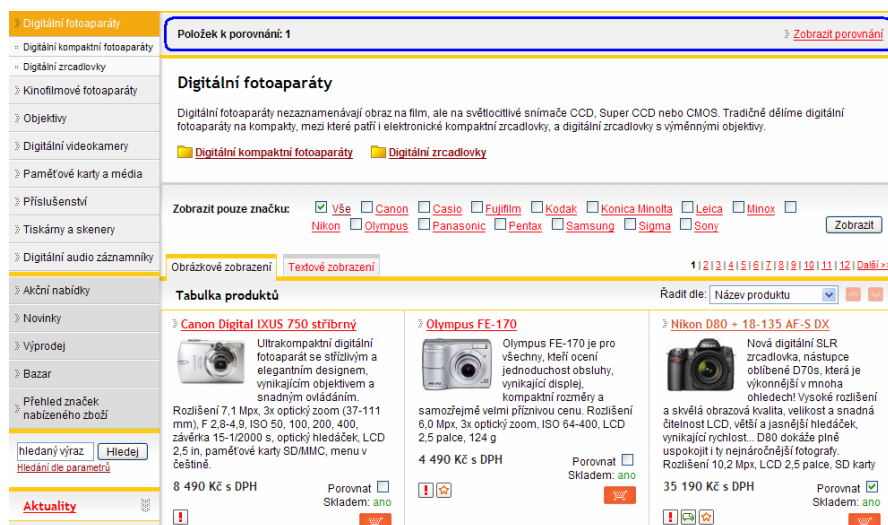 Digitální fotoaparáty
Digitální kompaktní fotoaparáty
Digitální zrcadlovky
Kinofilmové fotoaparáty
Objektivy
Digitální videokamery
Paměťové karty a média
Příslušenství
Tiskárny a skenery
Digitální audio záznamníky
Akční nabídky
Novinky
Výprodej
Bazar
Přehled značek
nabízeného zboží
hledaný výraz Hledej
Hledání dle parametrů
Aktuality
Položek k porovnání: 1 Zobrazit porovnání
Digitální fotoaparáty
Digitální fotoaparáty nezaznamenávají obraz na film, ale na světlocitlivé snímače CCD, Super CCD nebo CMOS. Tradičně dělíme digitální
fotoaparáty na kompakty, mezi které patří i elektronické kompaktní zrcadlovky, a digitální zrcadlovky s výměnnými objektivy.
Digitální kompaktní fotoaparáty Digitální zrcadlovky
Zobrazit pouze značku: Vše Canon Casio Fujifilm Kodak Konica Minolta Leica Minox
Nikon Olympus Panasonic Pentax Samsung Sigma Sony Zobrazit
Obrázkové zobrazení Textové zobrazení 1 | 2 | 3 | 4 | 5 | 6 | 7 | 8 | 9 | 10 | 11 | 12 | Další >>
Tabulka produktů Řadit dle: Název produktu
Canon Digital IXUS 750 stříbrný
Ultrakompaktní digitální
fotoaparát se střízlivým a
elegantním designem,
vynikajícím objektivem a
snadným ovládáním.
Rozlišení 7,1 Mpx, 3x optický zoom (37-111
mm), F 2,8-4,9, ISO 50, 100, 200, 400,
závěrka 15-1/2000 s, optický hledáček, LCD
2,5 in, paměťové karty SD/MMC, menu v
češtině.
8 490 Kč s DPH Porovnat
Skladem: ano
Olympus FE-170
Olympus FE-170 je pro
všechny, kteří ocení
jednoduchost obsluhy,
vynikající displej,
kompaktní rozměry a
samozřejmě velmi příznivou cenu. Rozlišení
6,0 Mpx, 3x optický zoom, ISO 64-400, LCD
2,5 palce, 124 g
4 490 Kč s DPH Porovnat
Skladem: ano
Nikon D80 + 18-135 AF-S DX
Nová digitální SLR
zrcadlovka, nástupce
oblíbené D70s, která je
výkonnější v mnoha
ohledech! Vysoké rozlišení
a skvělá obrazová kvalita, velikost a snadná
čitelnost LCD, větší a jasnější hledáček,
vynikající rychlost... D80 dokáže plně
uspokojit i ty nejnáročnější fotografy.
Rozlišení 10,2 Mpx, LCD 2,5 palce, SD karty
35 190 Kč s DPH Porovnat
Skladem: ano